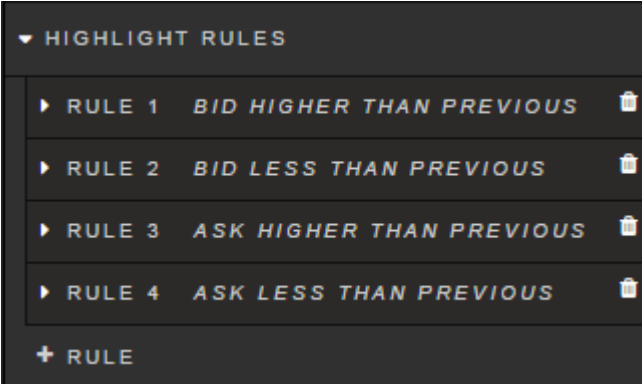 HIGHLIGHT RULES
RULE 1 BID HIGHER THAN PREVIOUS
RULE 2 BID LESS THAN PREVIOUS
RULE 3 ASK HIGHER THAN PREVIOUS
RULE 4 ASK LESS THAN PREVIOUS
+ RULE